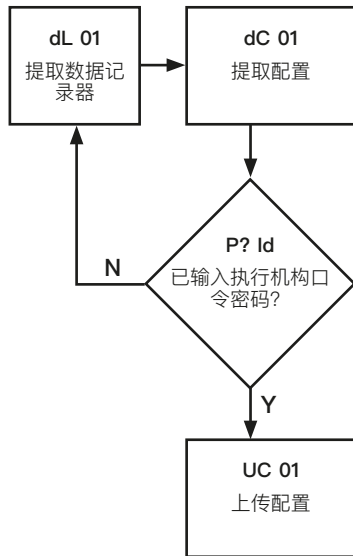 dL 01
提取数据记
录器
dC 01
提取配置
P? Id
已输入执行机构口
令密码?
N
Y
UC 01
上传配置